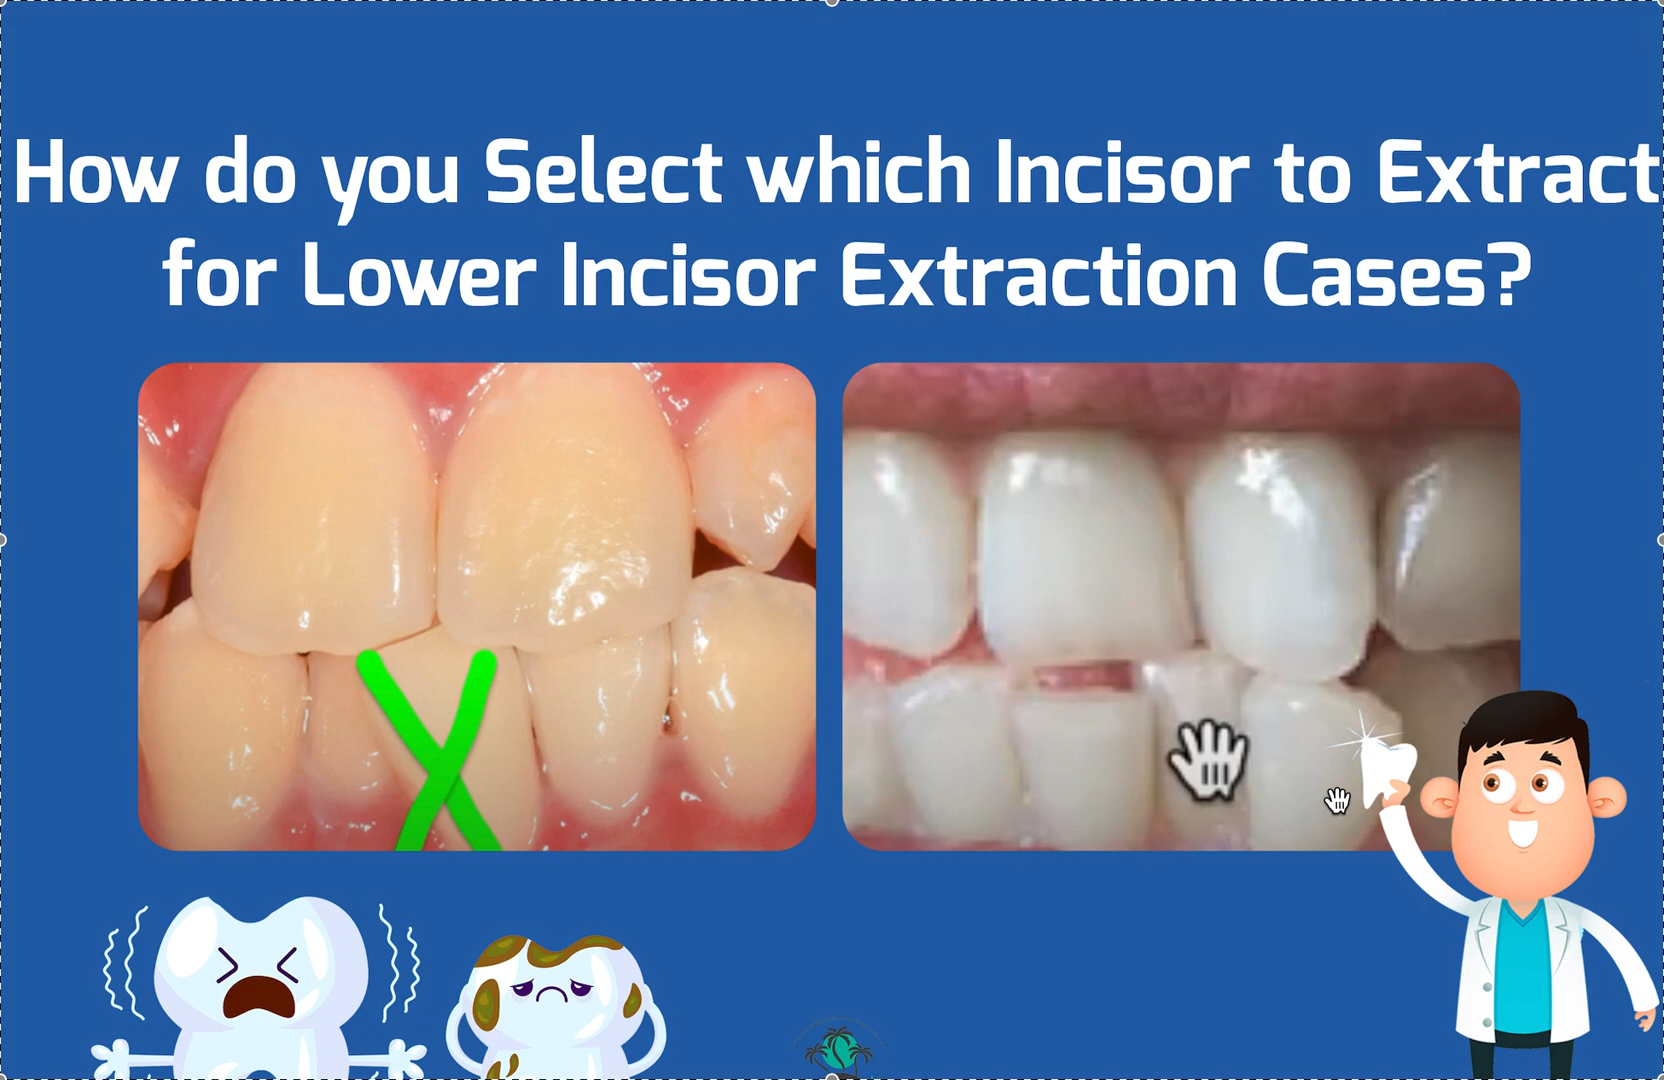 How do you Select which Incisor to Extract
for Lower Incisor Extraction Cases?